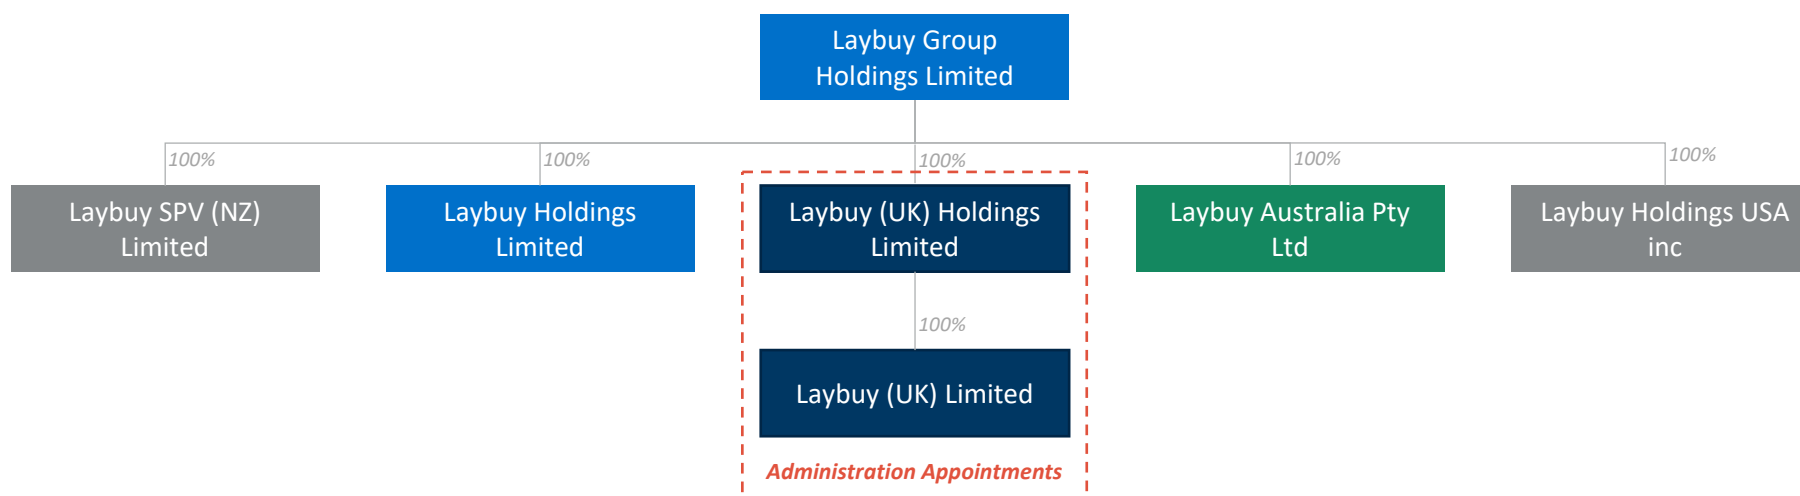 Laybuy Group
Holdings Limited
100%
100%
100%
100%
100%
Laybuy SPV (NZ)
Limited
Laybuy Holdings
Limited
Laybuy (UK) Holdings
Limited
Laybuy Australia Pty
Ltd
Laybuy Holdings USA
inc
100%
Laybuy (UK) Limited
Administration Appointments